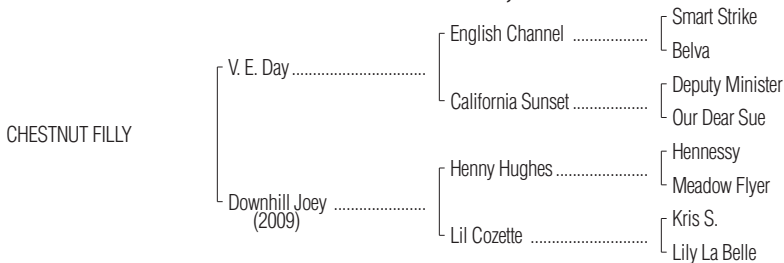 Smart Strike
English Channel ..................
Belva
V. E. Day ................................
Deputy Minister
California Sunset ..................
Our Dear Sue
CHESTNUT FILLY
Hennessy
Henny Hughes ......................
Meadow Flyer
Downhill Joey ......................
(2009)
Kris S.
Lil Cozette ............................
Lily La Belle